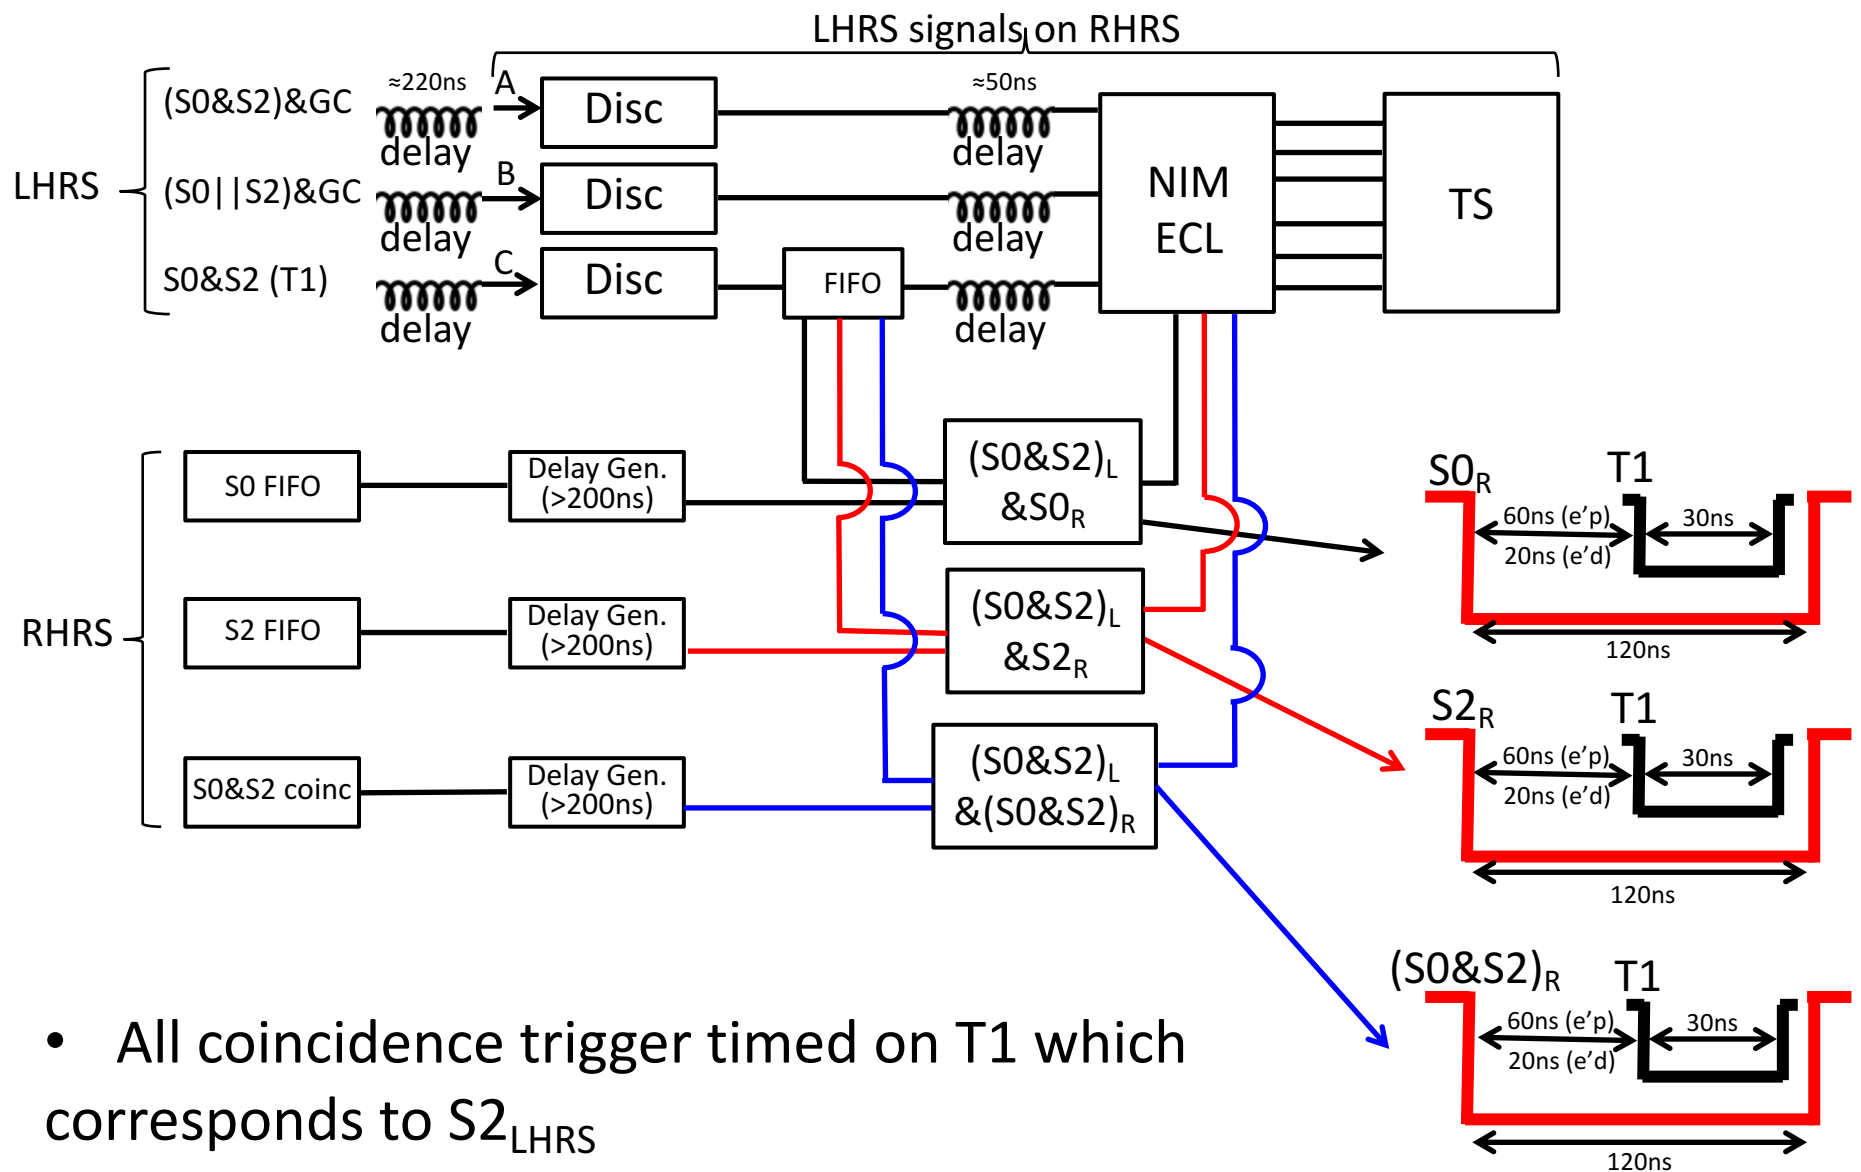 LHRS signals on RHRS
LHRS
(S0&S2)&GC
≈220ns
delay
A
Disc
≈50ns
delay
(S0||S2)&GC
delay
B
Disc
delay
S0&S2 (T1)
delay
C
Disc
FIFO
delay
NIM
ECL
TS
RHRS
S0 FIFO
Delay Gen.
(>200ns)
(S0&S2)L
&S0R
S2 FIFO
Delay Gen.
(>200ns)
(S0&S2)L
&S2R
S0&S2 coinc
Delay Gen.
(>200ns)
(S0&S2)L
&(S0&S2)R
S0R
T1
60ns (e'p)
20ns (e'd)
30ns
120ns
S2R
T1
60ns (e'p)
20ns (e'd)
30ns
120ns
(S0&S2)R
T1
60ns (e'p)
20ns (e'd)
30ns
120ns
• All coincidence trigger timed on T1 which
corresponds to S2LHRS